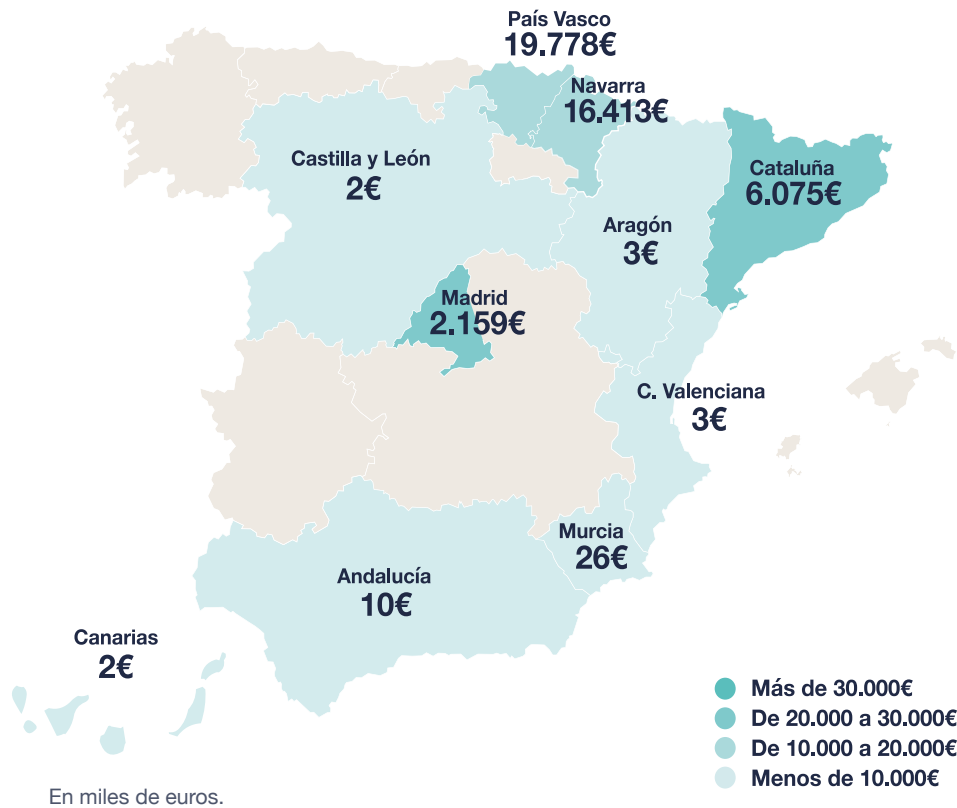 País Vasco
19.778€
Navarra
16.413€
Castilla y León
2€
Cataluña
6.075€
Aragón
3€
Madrid
2.159€
C. Valenciana
3€
Murcia
26€
Andalucía
10€
Canarias
2€
Más de 30.000€
De 20.000 a 30.000€
De 10.000 a 20.000€
Menos de 10.000€
En miles de euros.